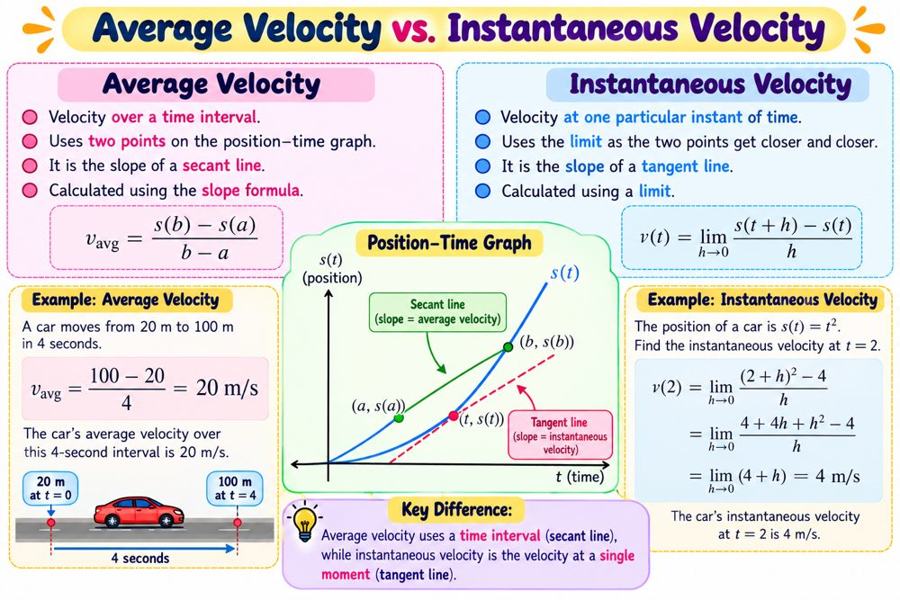 Average Velocity vs. Instantaneous Velocity
Average Velocity
Velocity over a time interval.
Uses two points on the position–time graph.
It is the slope of a secant line.
Calculated using the slope formula.
v_avg = (s(b) − s(a)) / (b − a)
Instantaneous Velocity
Velocity at one particular instant of time.
Uses the limit as the two points get closer and closer.
It is the slope of a tangent line.
Calculated using a limit.
v(t) = lim h→0 (s(t + h) − s(t)) / h
Example: Average Velocity
A car moves from 20 m to 100 m
in 4 seconds.
v_avg = (100 − 20) / 4 = 20 m/s
The car's average velocity over
this 4-second interval is 20 m/s.
20 m
at t = 0
100 m
at t = 4
4 seconds
Position–Time Graph
s(t)
(position)
s(t)
Secant line
(slope = average velocity)
(b, s(b))
(a, s(a))
(t, s(t))
Tangent line
(slope = instantaneous
velocity)
t (time)
Key Difference:
Average velocity uses a time interval (secant line),
while instantaneous velocity is the velocity at a single
moment (tangent line).
Example: Instantaneous Velocity
The position of a car is s(t) = t².
Find the instantaneous velocity at t = 2.
v(2) = lim h→0 ((2 + h)² − 4) / h
= lim h→0 (4 + 4h + h² − 4) / h
= lim h→0 (4 + h) = 4 m/s
The car's instantaneous velocity
at t = 2 is 4 m/s.